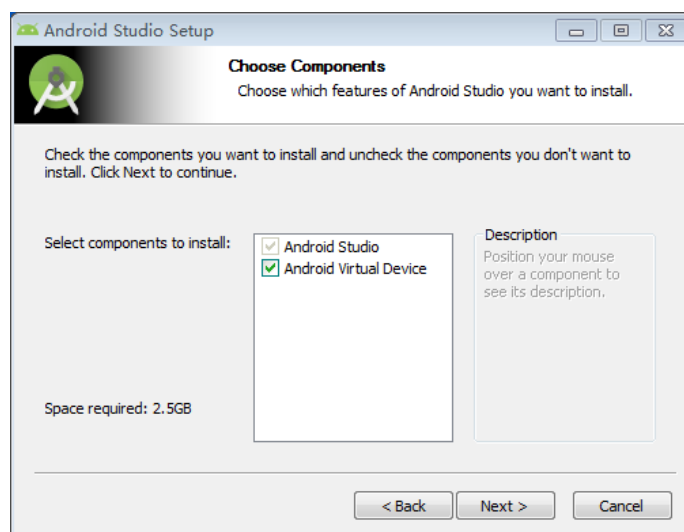 Android Studio Setup
Choose Components
Choose which features of Android Studio you want to install.
Check the components you want to install and uncheck the components you don't want to
install. Click Next to continue.
Select components to install:
Android Studio
Android Virtual Device
Description
Position your mouse
over a component to
see its description.
Space required: 2.5GB
< Back
Next >
Cancel